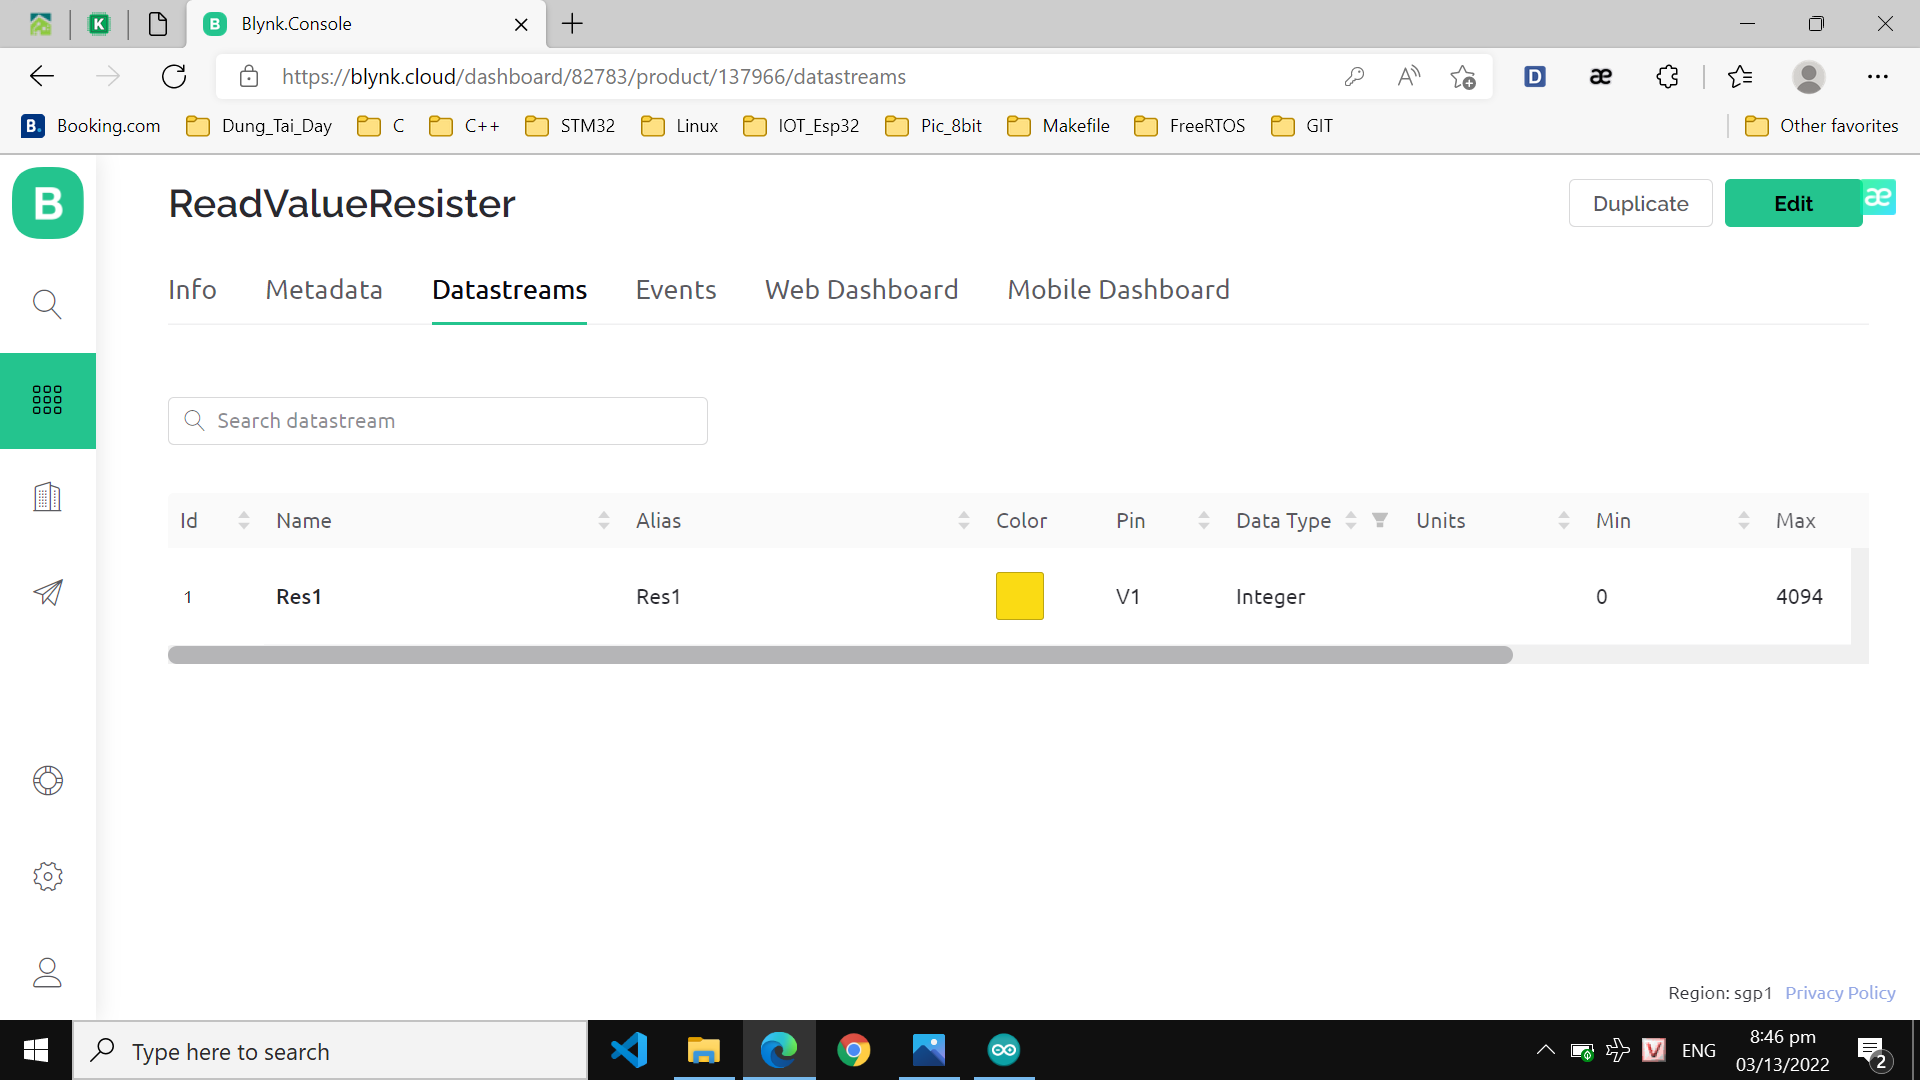 Blynk.Console
https://blynk.cloud/dashboard/82783/product/137966/datastreams
Booking.com Dung_Tai_Day C C++ STM32 Linux IOT_Esp32 Pic_8bit Makefile FreeRTOS GIT Other favorites
B ReadValueResister Duplicate Edit æ
Info Metadata Datastreams Events Web Dashboard Mobile Dashboard
Search datastream
Id Name Alias Color Pin Data Type Units Min Max
1 Res1 Res1 V1 Integer 0 4094
Region: sgp1 Privacy Policy
Type here to search
ENG
8:46 pm
03/13/2022
2